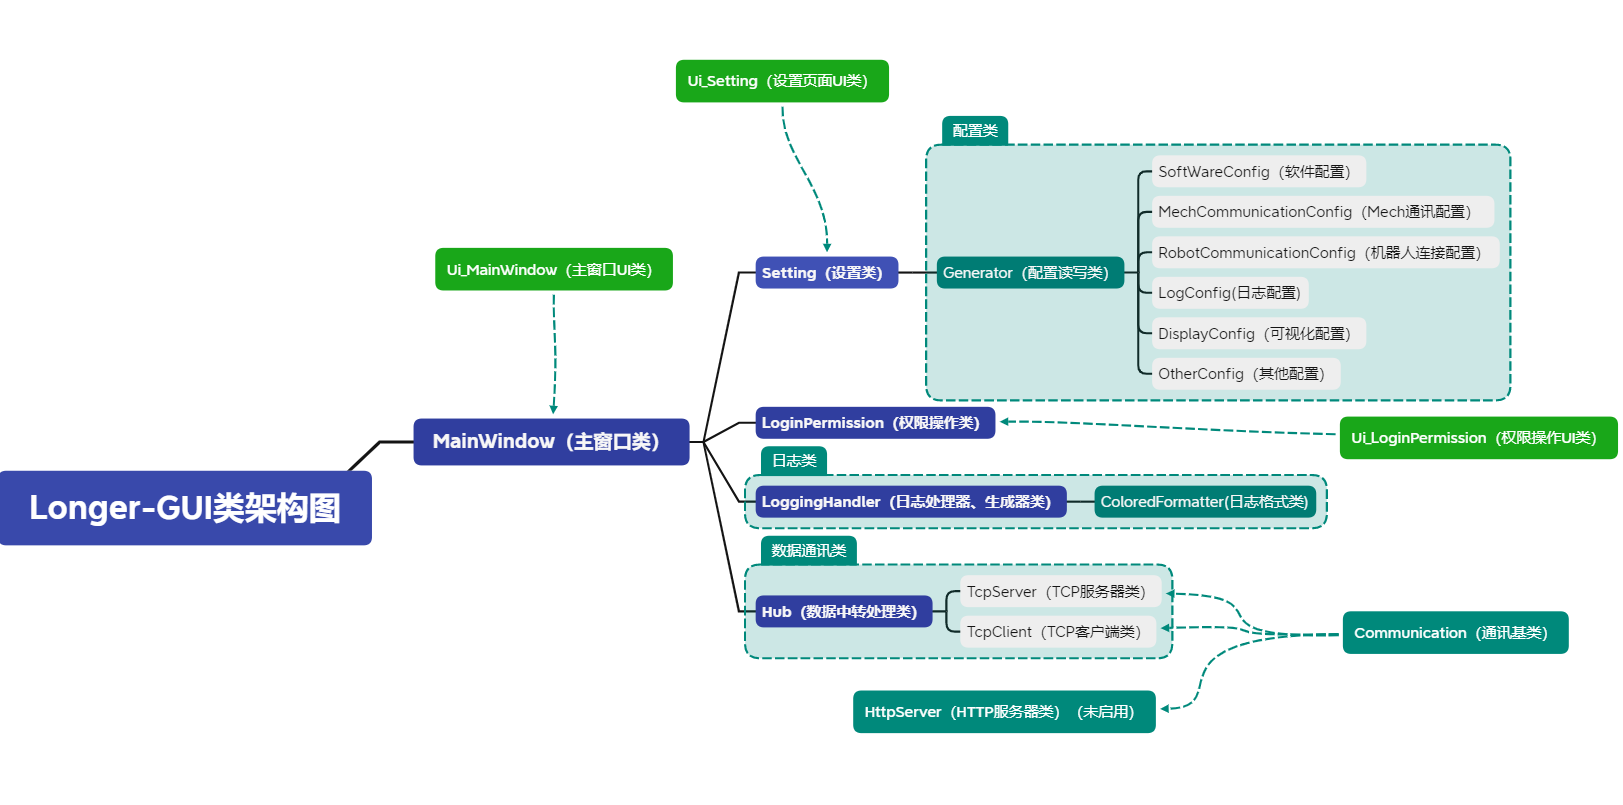 Ui_Setting（设置页面UI类）
配置类
SoftWareConfig（软件配置）
MechCommunicationConfig（Mech通讯配置）
RobotCommunicationConfig（机器人连接配置）
Ui_MainWindow（主窗口UI类）
Setting（设置类）
Generator（配置读写类）
LogConfig(日志配置)
DisplayConfig（可视化配置）
OtherConfig（其他配置）
LoginPermission（权限操作类）
Ui_LoginPermission（权限操作UI类）
MainWindow（主窗口类）
日志类
LoggingHandler（日志处理器、生成器类）
ColoredFormatter(日志格式类)
Longer-GUI类架构图
数据通讯类
TcpServer（TCP服务器类）
Hub（数据中转处理类）
TcpClient（TCP客户端类）
Communication（通讯基类）
HttpServer（HTTP服务器类）（未启用）